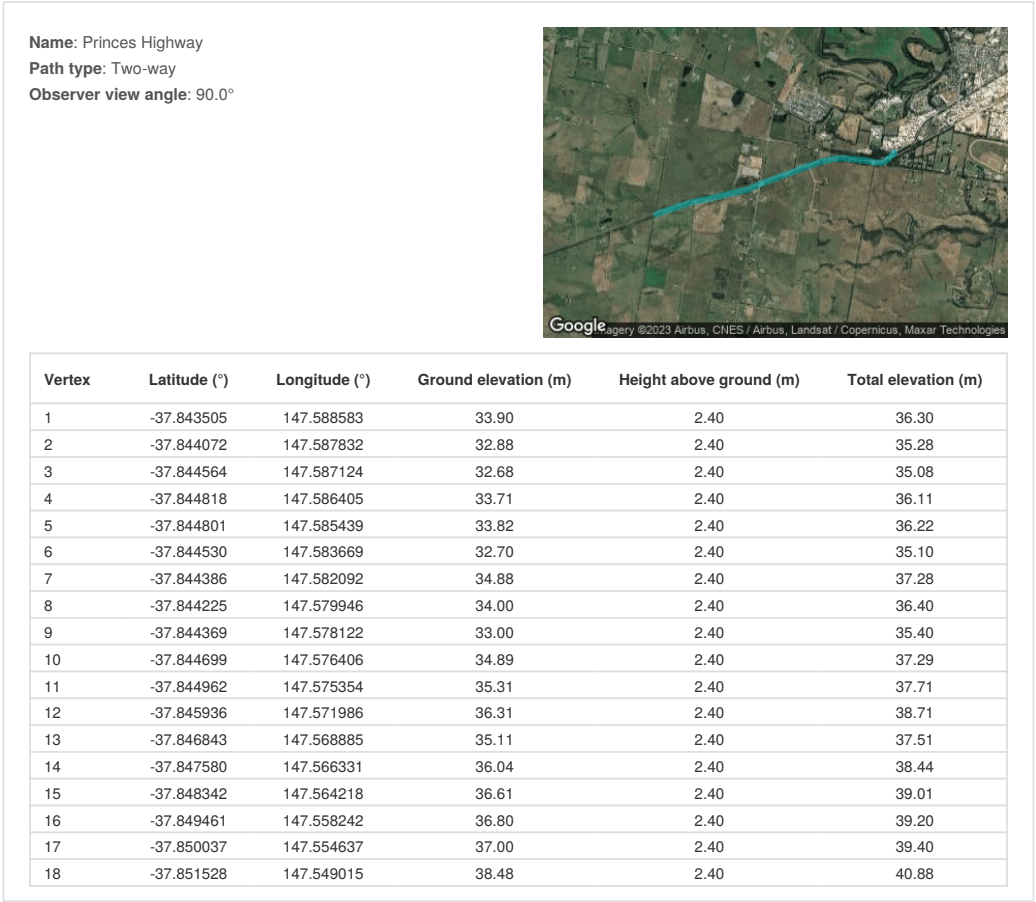 Name: Princes Highway
Path type: Two-way
Observer view angle: 90.0°
Google
agery ©2023 Airbus, CNES / Airbus, Landsat / Copernicus, Maxar Technologies
Vertex Latitude (°) Longitude (°) Ground elevation (m) Height above ground (m) Total elevation (m)
1 -37.843505 147.588583 33.90 2.40 36.30
2 -37.844072 147.587832 32.88 2.40 35.28
3 -37.844564 147.587124 32.68 2.40 35.08
4 -37.844818 147.586405 33.71 2.40 36.11
5 -37.844801 147.585439 33.82 2.40 36.22
6 -37.844530 147.583669 32.70 2.40 35.10
7 -37.844386 147.582092 34.88 2.40 37.28
8 -37.844225 147.579946 34.00 2.40 36.40
9 -37.844369 147.578122 33.00 2.40 35.40
10 -37.844699 147.576406 34.89 2.40 37.29
11 -37.844962 147.575354 35.31 2.40 37.71
12 -37.845936 147.571986 36.31 2.40 38.71
13 -37.846843 147.568885 35.11 2.40 37.51
14 -37.847580 147.566331 36.04 2.40 38.44
15 -37.848342 147.564218 36.61 2.40 39.01
16 -37.849461 147.558242 36.80 2.40 39.20
17 -37.850037 147.554637 37.00 2.40 39.40
18 -37.851528 147.549015 38.48 2.40 40.88